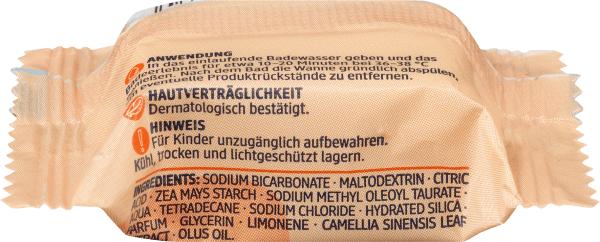 ANWENDUNG
In das einlaufende Badewasser geben und das
Badeerlebnis für etwa 10–20 Minuten bei 36–38 °C
genießen. Nach dem Bad die Wanne gründlich abspülen,
um eventuelle Produktrückstände zu entfernen.
HAUTVERTRÄGLICHKEIT
Dermatologisch bestätigt.
HINWEIS
Für Kinder unzugänglich aufbewahren.
Kühl, trocken und lichtgeschützt lagern.
INGREDIENTS: SODIUM BICARBONATE · MALTODEXTRIN · CITRIC
ACID · ZEA MAYS STARCH · SODIUM METHYL OLEOYL TAURATE ·
AQUA · TETRADECANE · SODIUM CHLORIDE · HYDRATED SILICA ·
PARFUM · GLYCERIN · LIMONENE · CAMELLIA SINENSIS LEAF
EXTRACT · OLUS OIL.